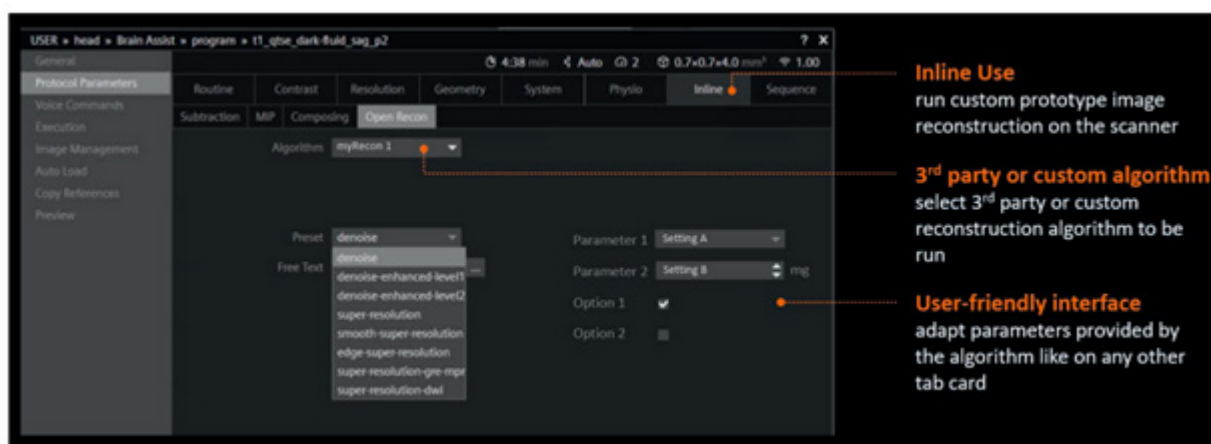 USER » head » Brain Assist » program » t1_qtse_dark-fluid_sag_p2
? X
General
4:38 min Auto 2 0.7×0.7×4.0 mm³ 1.00
Protocol Parameters
Routine Contrast Resolution Geometry System Physio Inline Sequence
Voice Commands
Subtraction MIP Composing Open Recon
Execution
Image Management
Algorithm myRecon 1
Auto Load
Copy References
Preview
Preset denoise
Parameter 1 Setting A
denoise
Free Text
denoise-enhanced-level1
...
Parameter 2 Setting B mg
denoise-enhanced-level2
super-resolution
Option 1
smooth-super-resolution
edge-super-resolution
Option 2
super-resolution-gre-mpr
super-resolution-dwi
Inline Use
run custom prototype image
reconstruction on the scanner
3rd party or custom algorithm
select 3rd party or custom
reconstruction algorithm to be
run
User-friendly interface
adapt parameters provided by
the algorithm like on any other
tab card